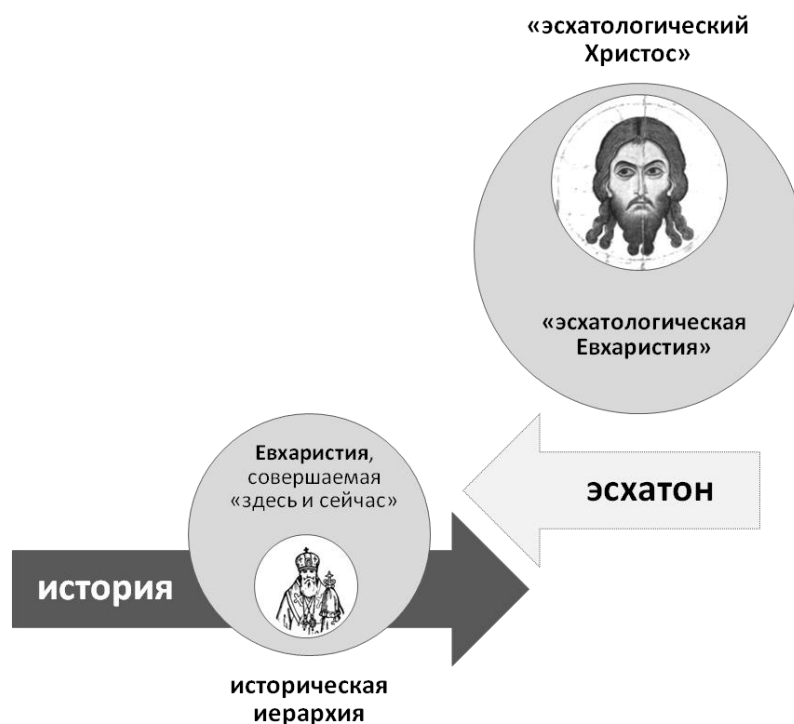 «эсхатологический
Христос»
«эсхатологическая
Евхаристия»
Евхаристия,
совершаемая
«здесь и сейчас»
эсхатон
история
историческая
иерархия